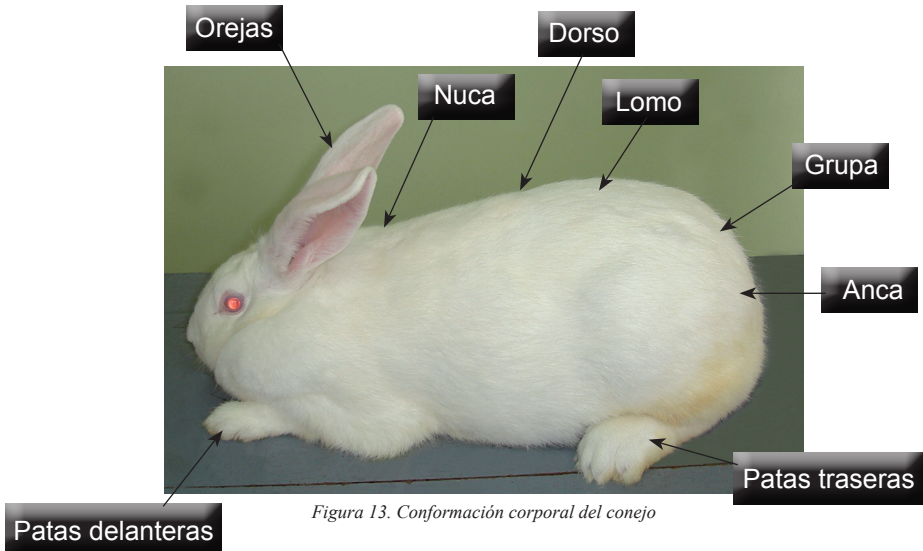 Orejas
Dorso
Nuca
Lomo
Grupa
Anca
Patas traseras
Patas delanteras
Figura 13. Conformación corporal del conejo